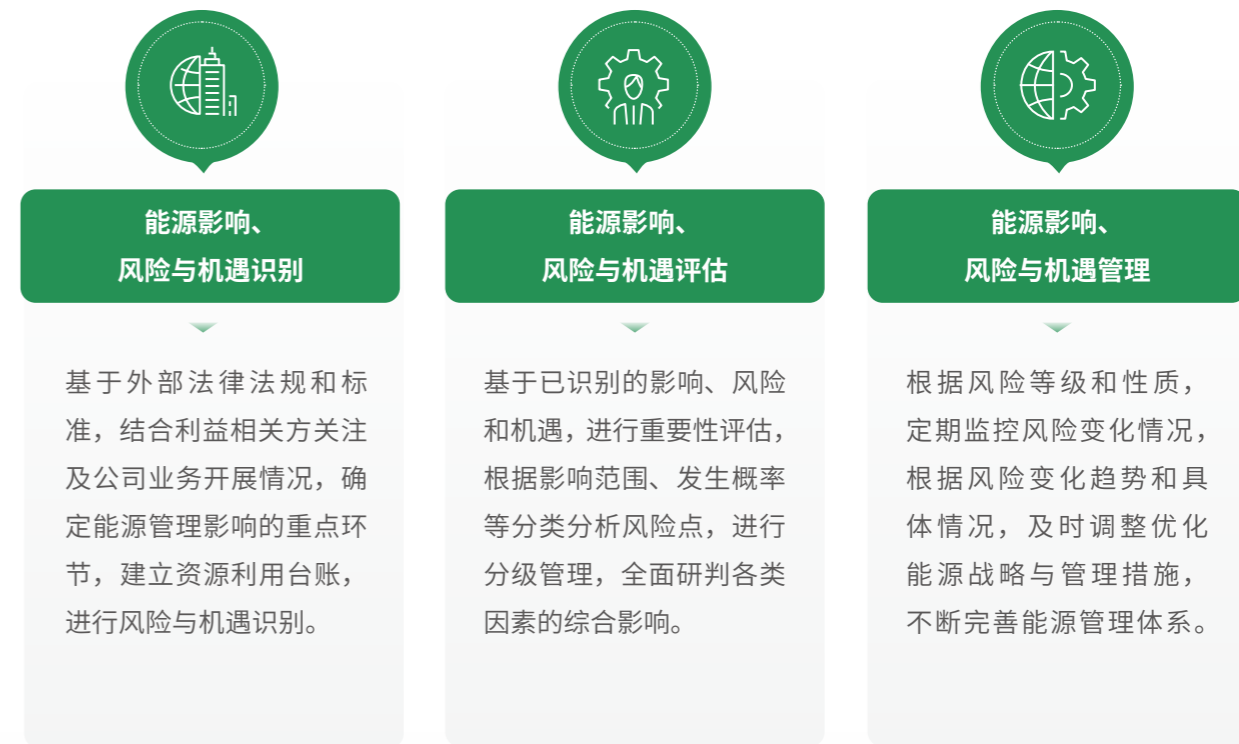 能源影响、
风险与机遇识别
基于外部法律法规和标
准，结合利益相关方关注
及公司业务开展情况，确
定能源管理影响的重点环
节，建立资源利用台账，
进行风险与机遇识别。
能源影响、
风险与机遇评估
基于已识别的影响、风险
和机遇，进行重要性评估，
根据影响范围、发生概率
等分类分析风险点，进行
分级管理，全面研判各类
因素的综合影响。
能源影响、
风险与机遇管理
根据风险等级和性质，
定期监控风险变化情况，
根据风险变化趋势和具
体情况，及时调整优化
能源战略与管理措施，
不断完善能源管理体系。